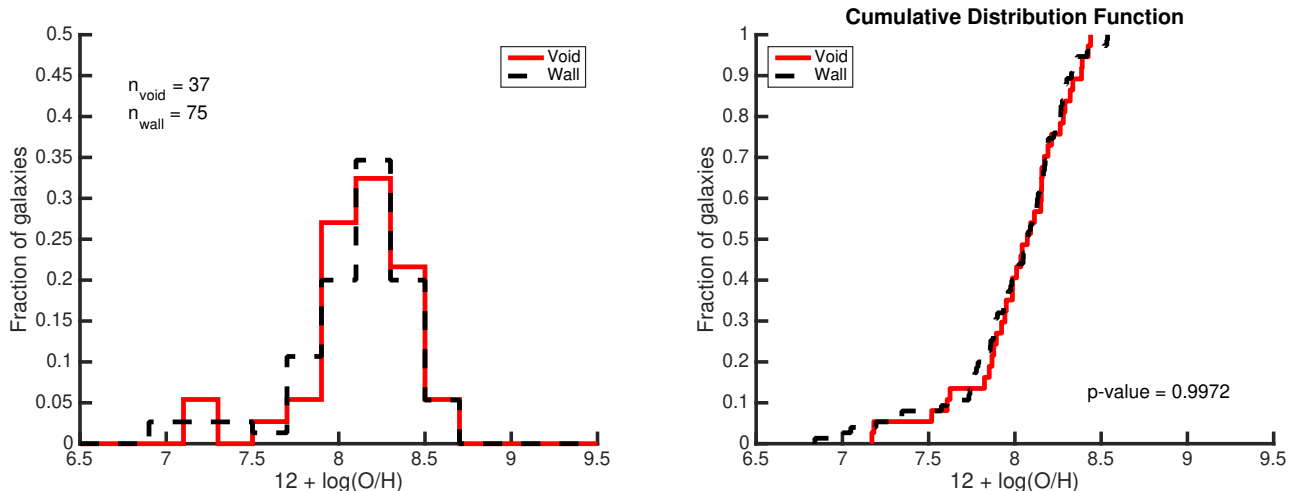 0.5
0.45
0.4
0.35
0.3
0.25
0.2
0.15
0.1
0.05
0
Fraction of galaxies
n_void = 37
n_wall = 75
Void
Wall
6.5 7 7.5 8 8.5 9 9.5
12 + log(O/H)
Cumulative Distribution Function
1
0.9
0.8
0.7
0.6
0.5
0.4
0.3
0.2
0.1
0
Fraction of galaxies
Void
Wall
p-value = 0.9972
6.5 7 7.5 8 8.5 9 9.5
12 + log(O/H)